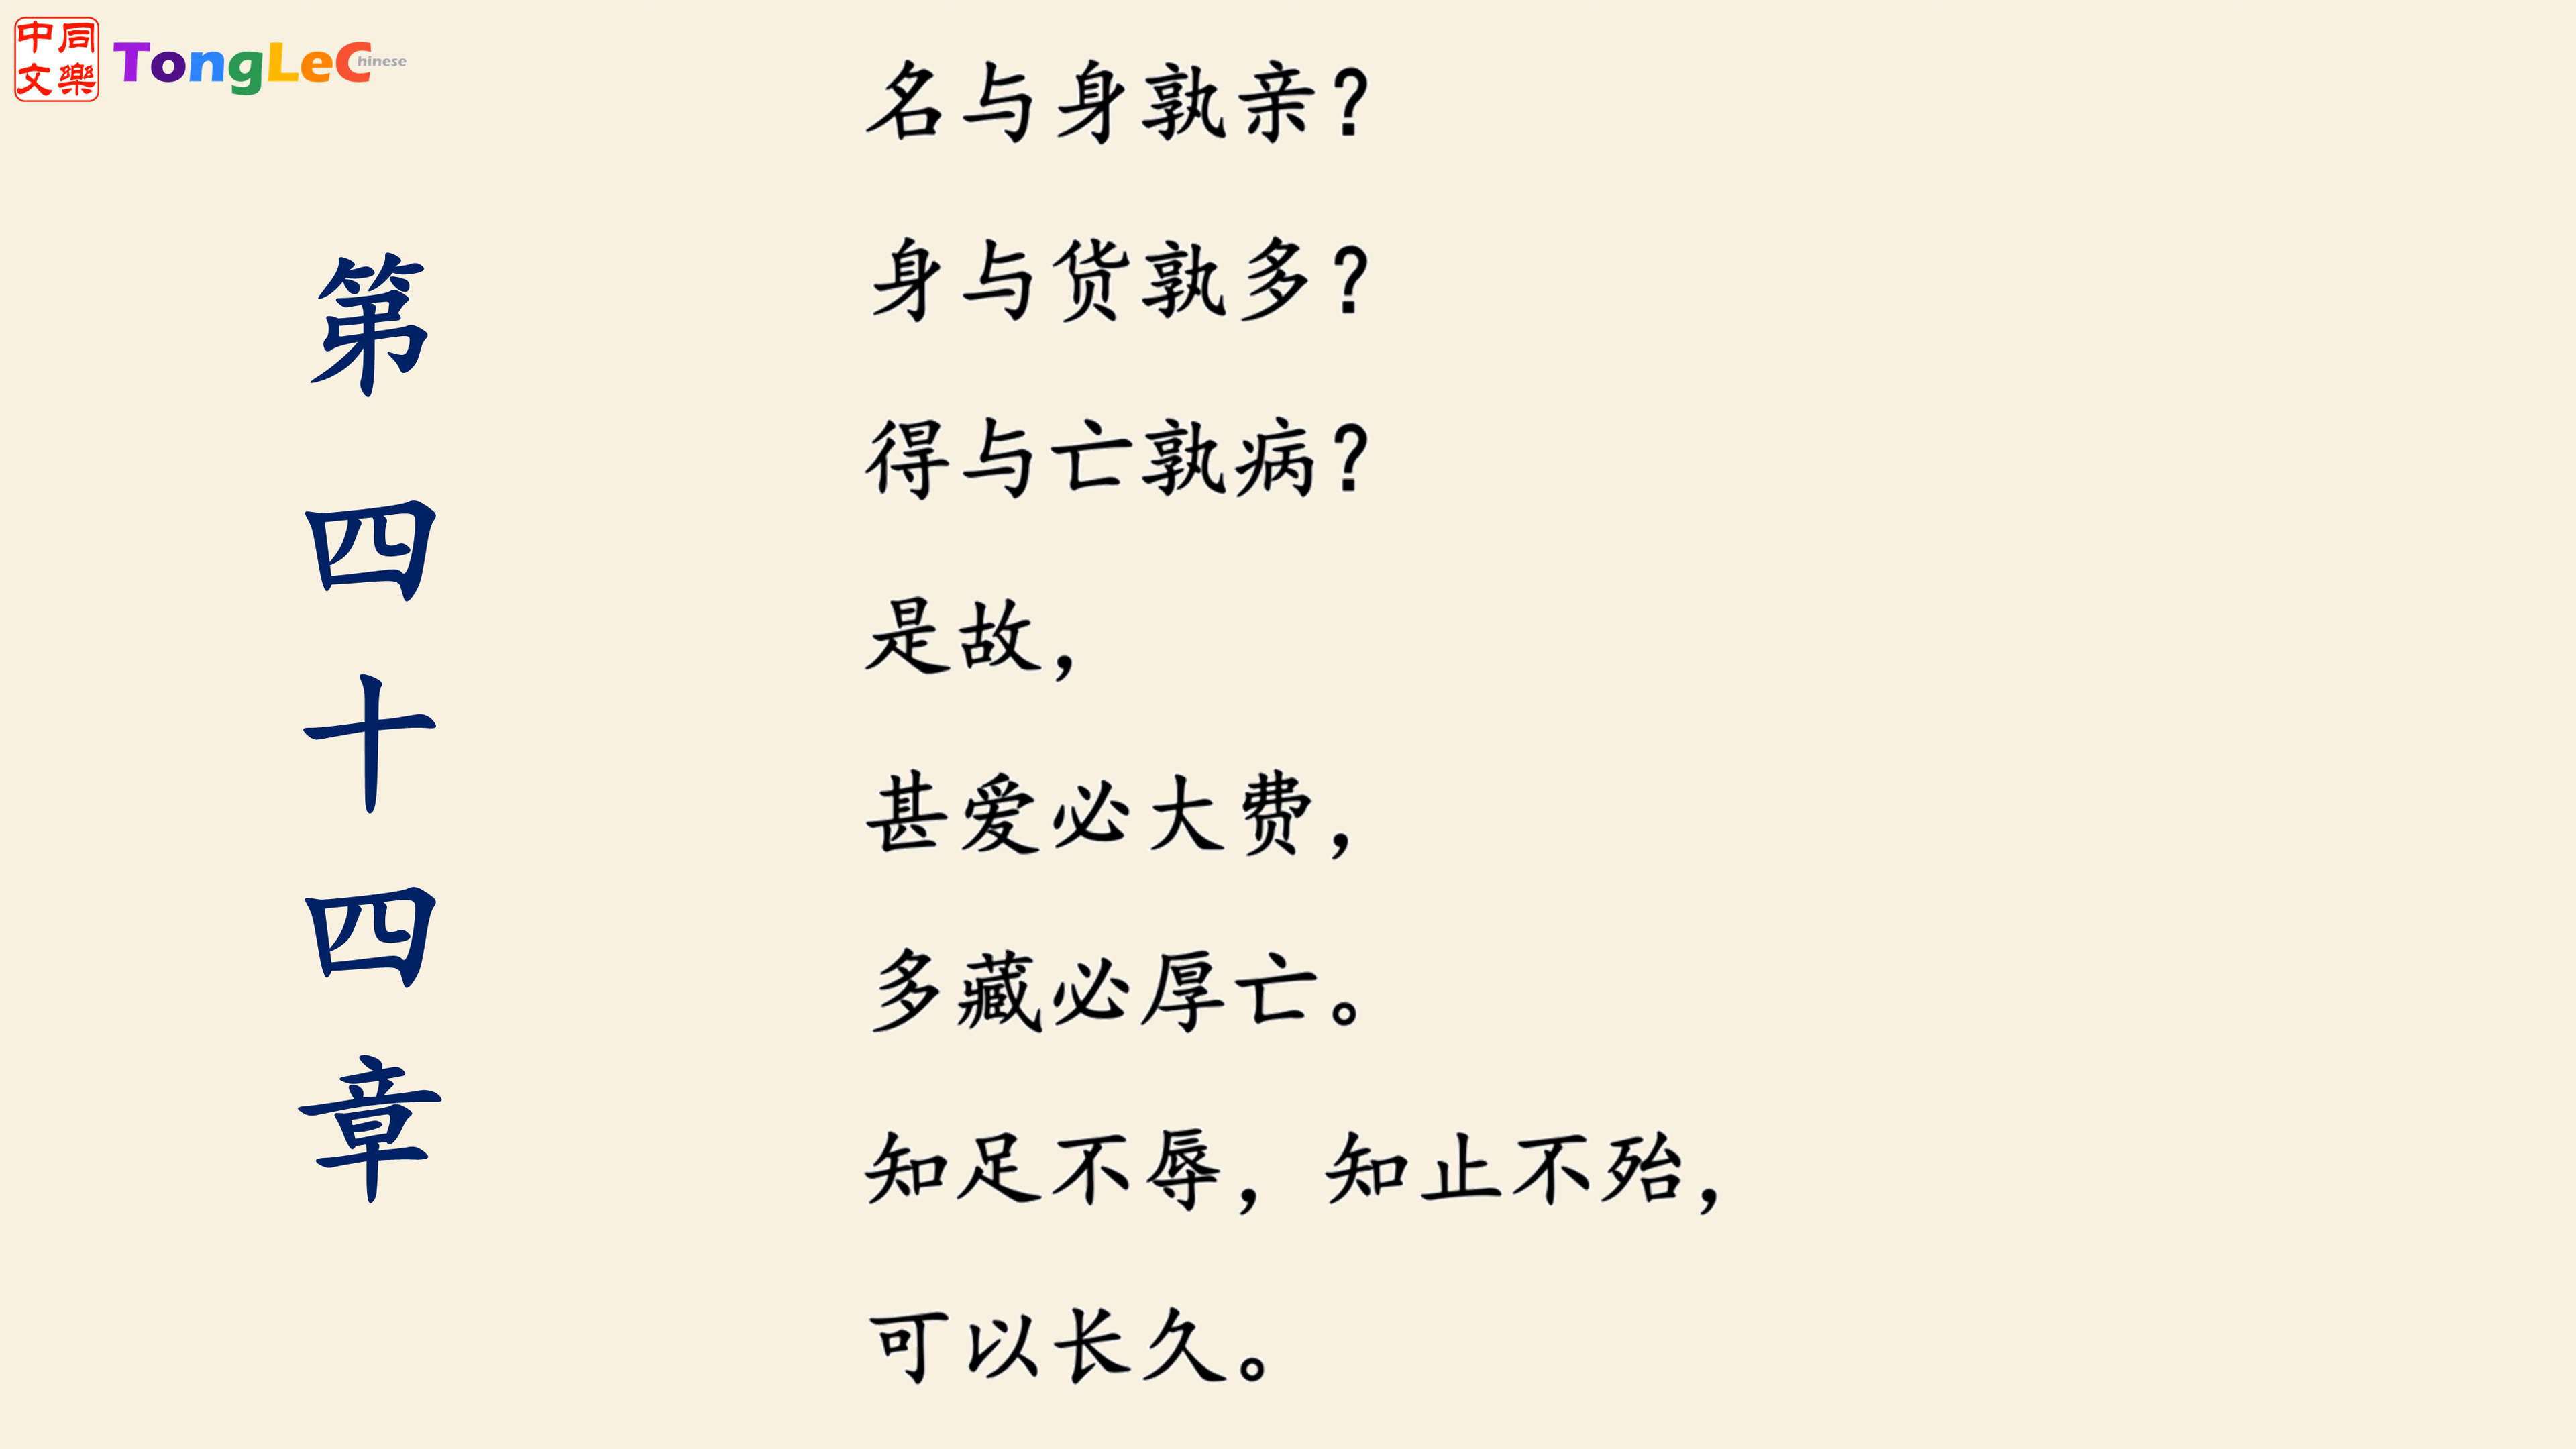 中同
文樂
TongLeChinese
第四十四章
名与身孰亲？
身与货孰多？
得与亡孰病？
是故，
甚爱必大费，
多藏必厚亡。
知足不辱，知止不殆，
可以长久。